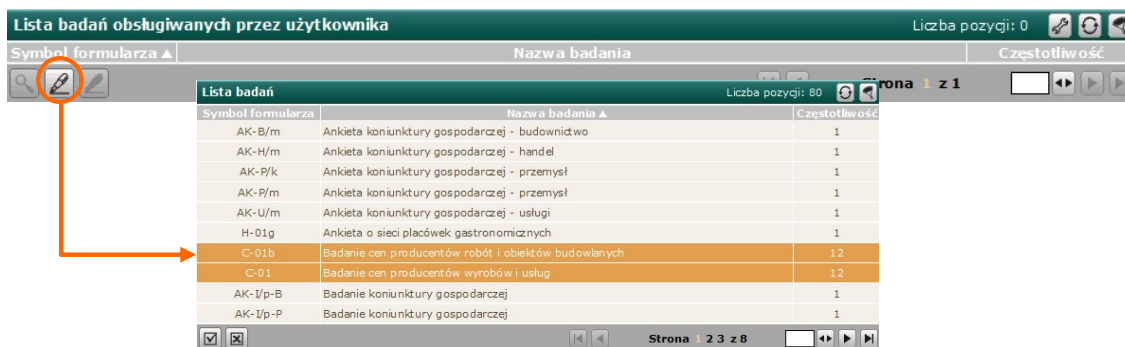 Lista badań obsługiwanych przez użytkownika Liczba pozycji: 0
Symbol formularza ▲ Nazwa badania Częstotliwość
Strona 1 z 1
Lista badań Liczba pozycji: 80
Symbol formularza Nazwa badania ▲ Częstotliwość
AK-B/m Ankieta koniunktury gospodarczej - budownictwo 1
AK-H/m Ankieta koniunktury gospodarczej - handel 1
AK-P/k Ankieta koniunktury gospodarczej - przemysł 1
AK-P/m Ankieta koniunktury gospodarczej - przemysł 1
AK-U/m Ankieta koniunktury gospodarczej - usługi 1
H-01g Ankieta o sieci placówek gastronomicznych 1
C-01b Badanie cen producentów robót i obiektów budowlanych 12
C-01 Badanie cen producentów wyrobów i usług 12
AK-I/p-B Badanie koniunktury gospodarczej 1
AK-I/p-P Badanie koniunktury gospodarczej 1
Strona 1 2 3 z 8